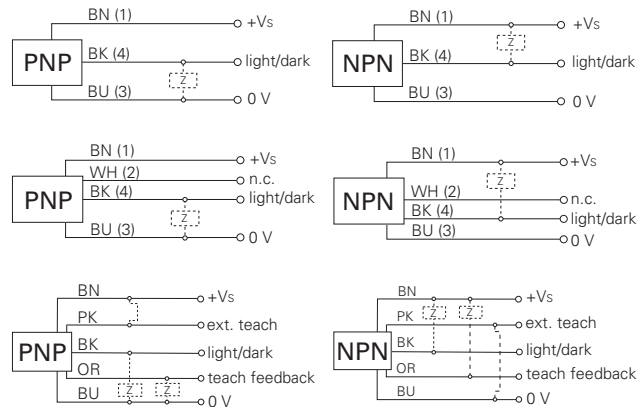 BN (1) +Vs
PNP BK (4) light/dark
Z
BU (3) 0 V
BN (1) +Vs
Z
NPN BK (4) light/dark
BU (3) 0 V
BN (1) +Vs
WH (2) n.c.
PNP BK (4) light/dark
Z
BU (3) 0 V
BN (1) +Vs
Z
NPN WH (2) n.c.
BK (4) light/dark
BU (3) 0 V
BN +Vs
PK ext. teach
PNP BK light/dark
OR teach feedback
Z Z
BU 0 V
BN +Vs
Z Z
PK ext. teach
NPN BK light/dark
OR teach feedback
BU 0 V